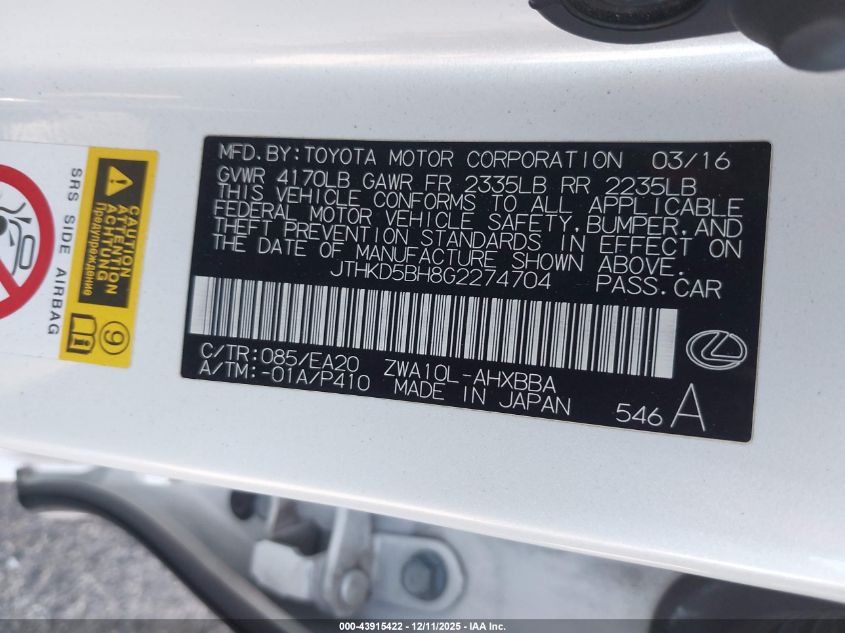 MFD.BY:TOYOTA MOTOR CORPORATION 03/16
GVWR 4170LB GAWR FR 2335LB RR 2235LB
THIS VEHICLE CONFORMS TO ALL APPLICABLE
FEDERAL MOTOR VEHICLE SAFETY,BUMPER,AND
THEFT PREVENTION STANDARDS IN EFFECT ON
THE DATE OF MANUFACTURE SHOWN ABOVE.
JTHKD5BH8G2274704 PASS.CAR
C/TR:085/EA20 ZWA10L-AHXBBA
A/TM:-01A/P410 MADE IN JAPAN
546 A
SRS SIDE AIRBAG
CAUTION
ATTENTION
ACHTUNG
Предупреждение
9
000-43915422 - 12/11/2025 - IAA Inc.